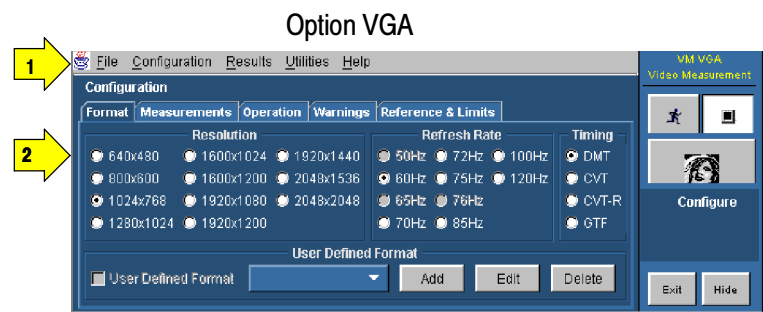 Option VGA
1
File Configuration Results Utilities Help
VM VGA
Video Measurement
Configuration
Format Measurements Operation Warnings Reference & Limits
2
Resolution Refresh Rate Timing
640x480 1600x1024 1920x1440 50Hz 72Hz 100Hz DMT
800x600 1600x1200 2048x1536 60Hz 75Hz 120Hz CVT
1024x768 1920x1080 2048x2048 65Hz 76Hz CVT-R
1280x1024 1920x1200 70Hz 85Hz GTF
Configure
User Defined Format
User Defined Format Add Edit Delete
Exit Hide